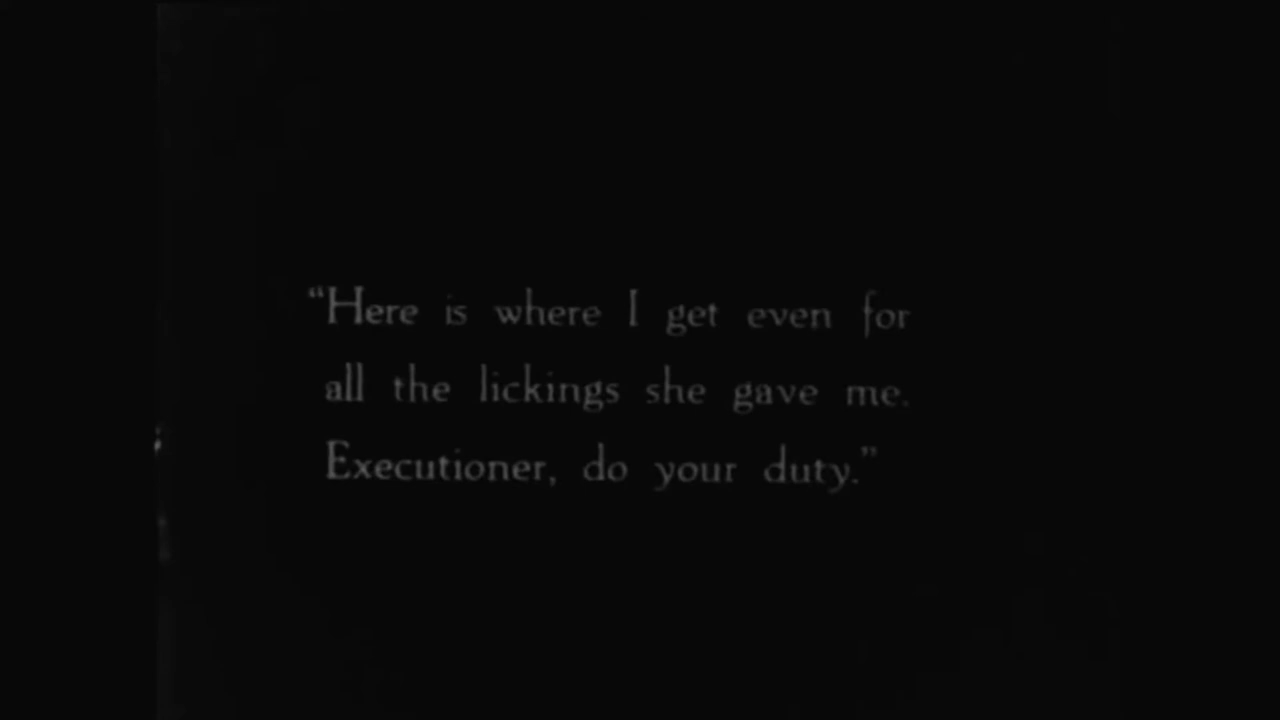 “Here is where I get even for
all the lickings she gave me.
Executioner, do your duty.”